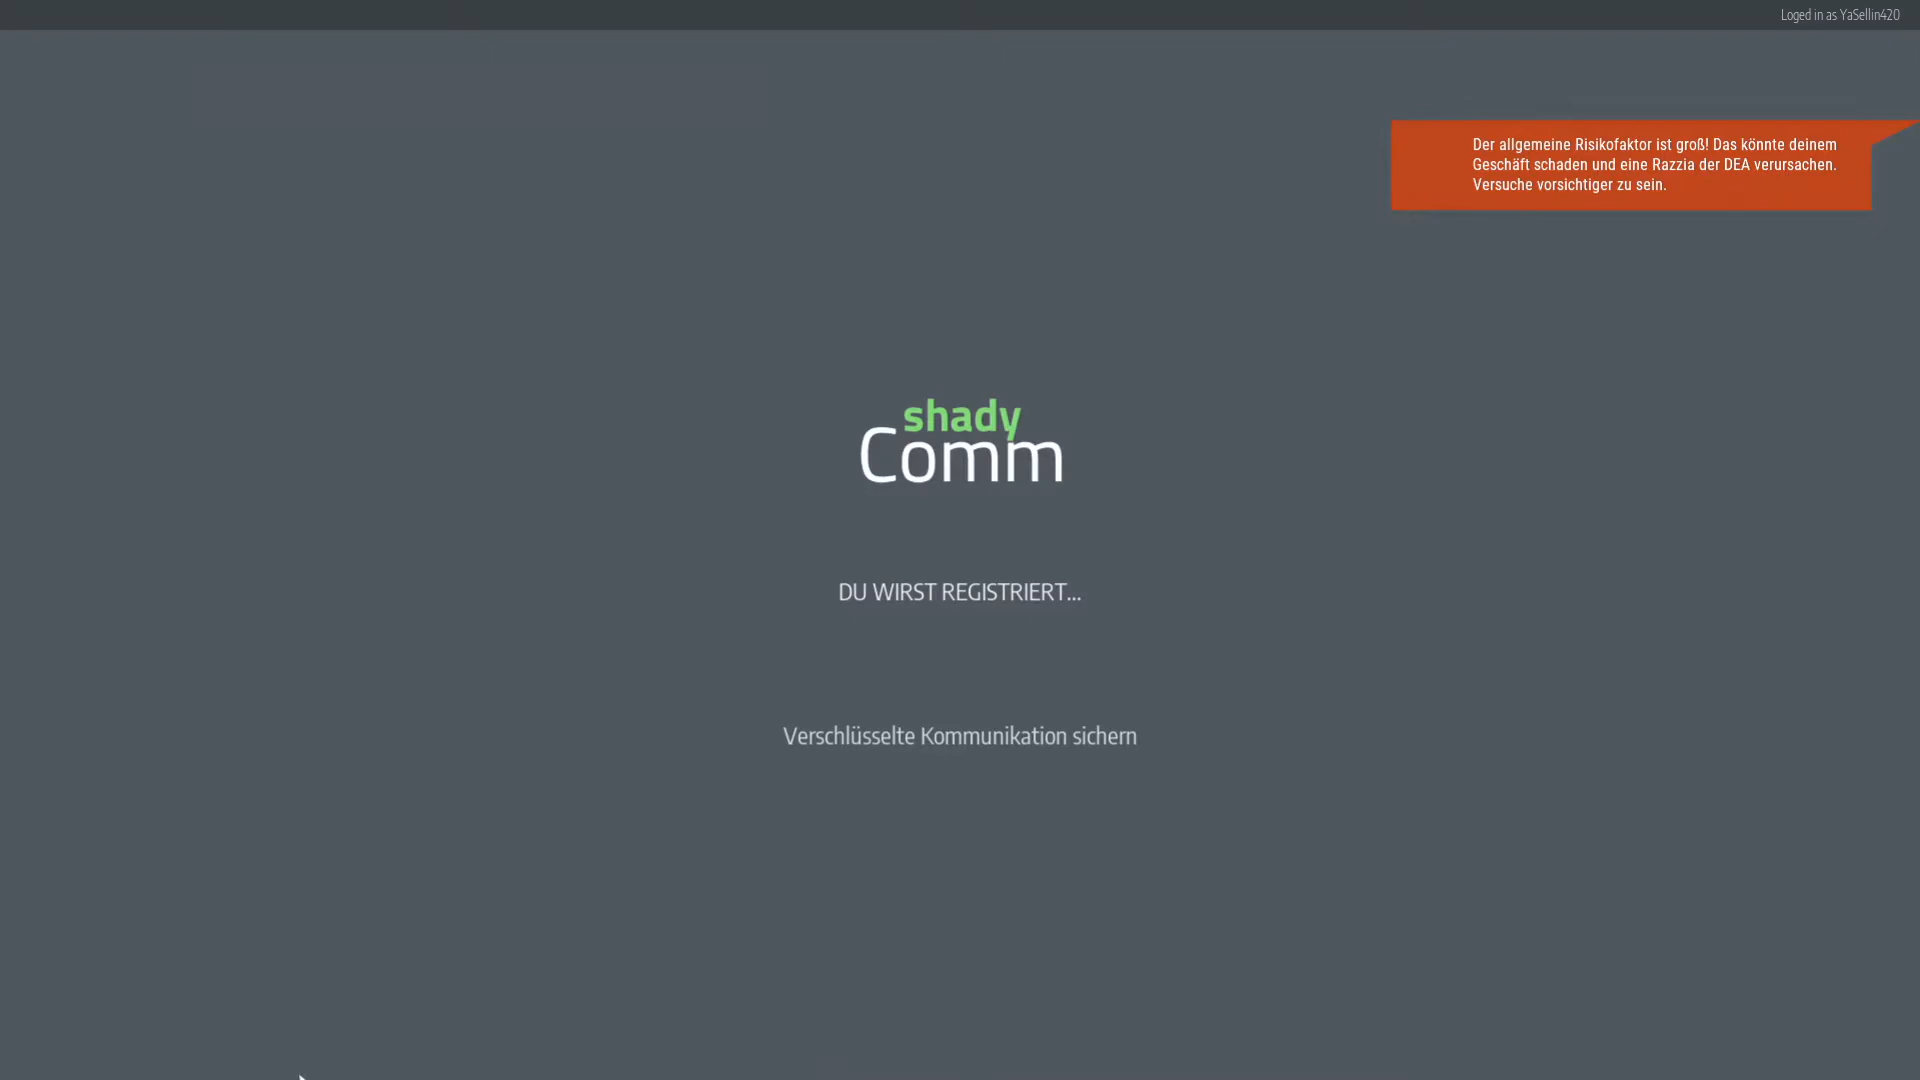 Loged in as YaSellin420
Der allgemeine Risikofaktor ist groß! Das könnte deinem
Geschäft schaden und eine Razzia der DEA verursachen.
Versuche vorsichtiger zu sein.
shady
Comm
DU WIRST REGISTRIERT...
Verschlüsselte Kommunikation sichern